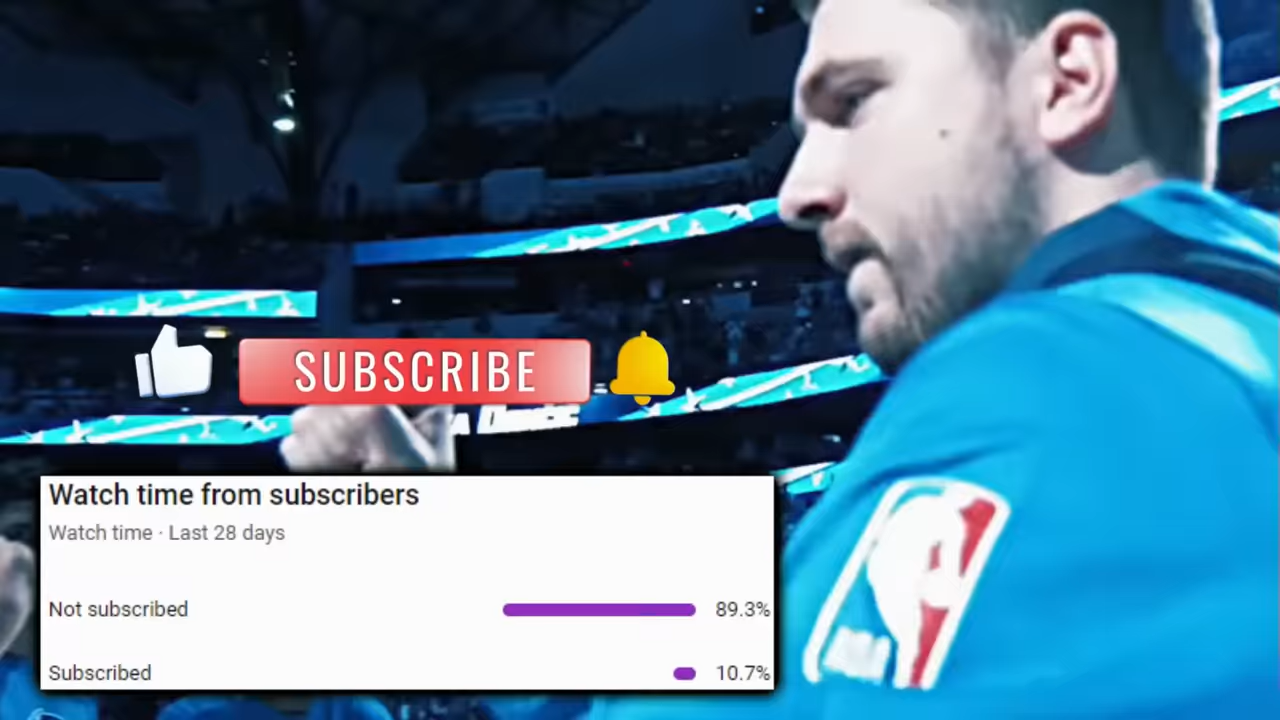 SUBSCRIBE
Watch time from subscribers
Watch time · Last 28 days
Not subscribed 89.3%
Subscribed 10.7%